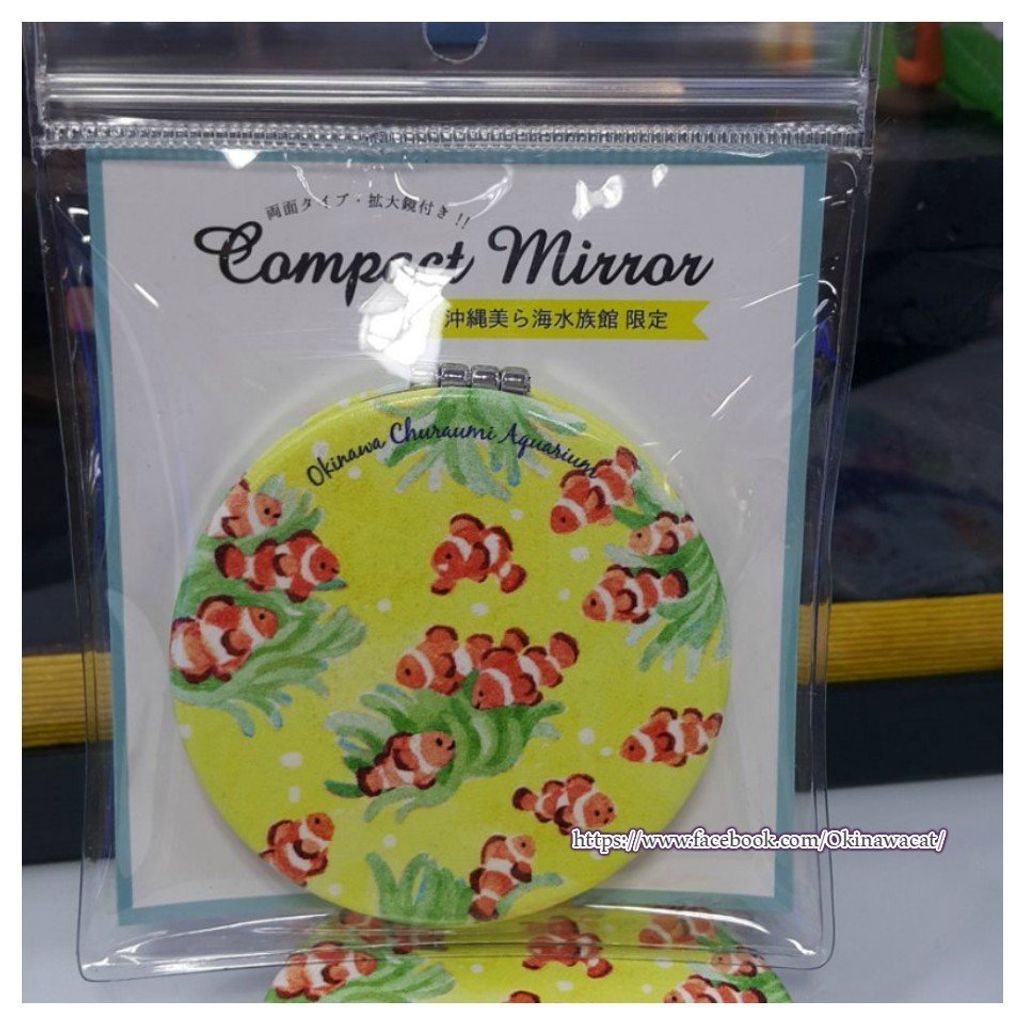 両面タイプ・拡大鏡付き!!
Compact Mirror
沖縄美ら海水族館 限定
Okinawa Churaumi Aquarium
https://www.facebook.com/Okinawacat/